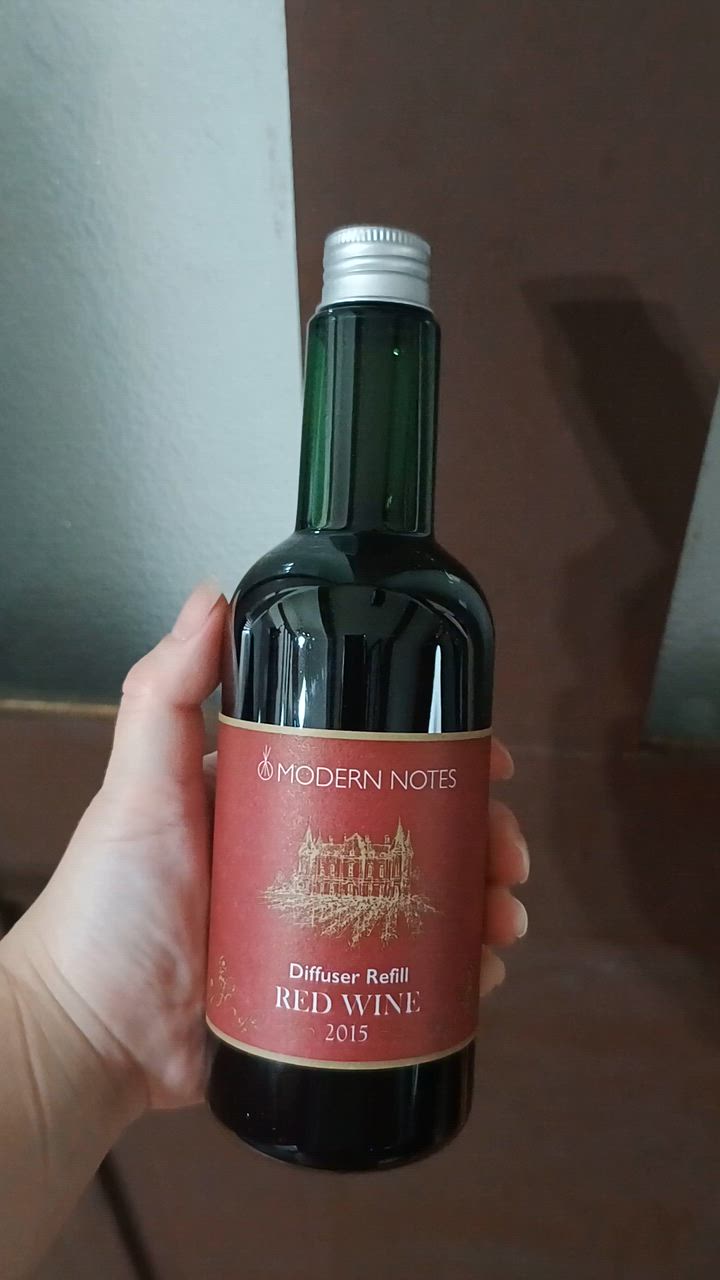 MODERN NOTES
Diffuser Refill
RED WINE
2015